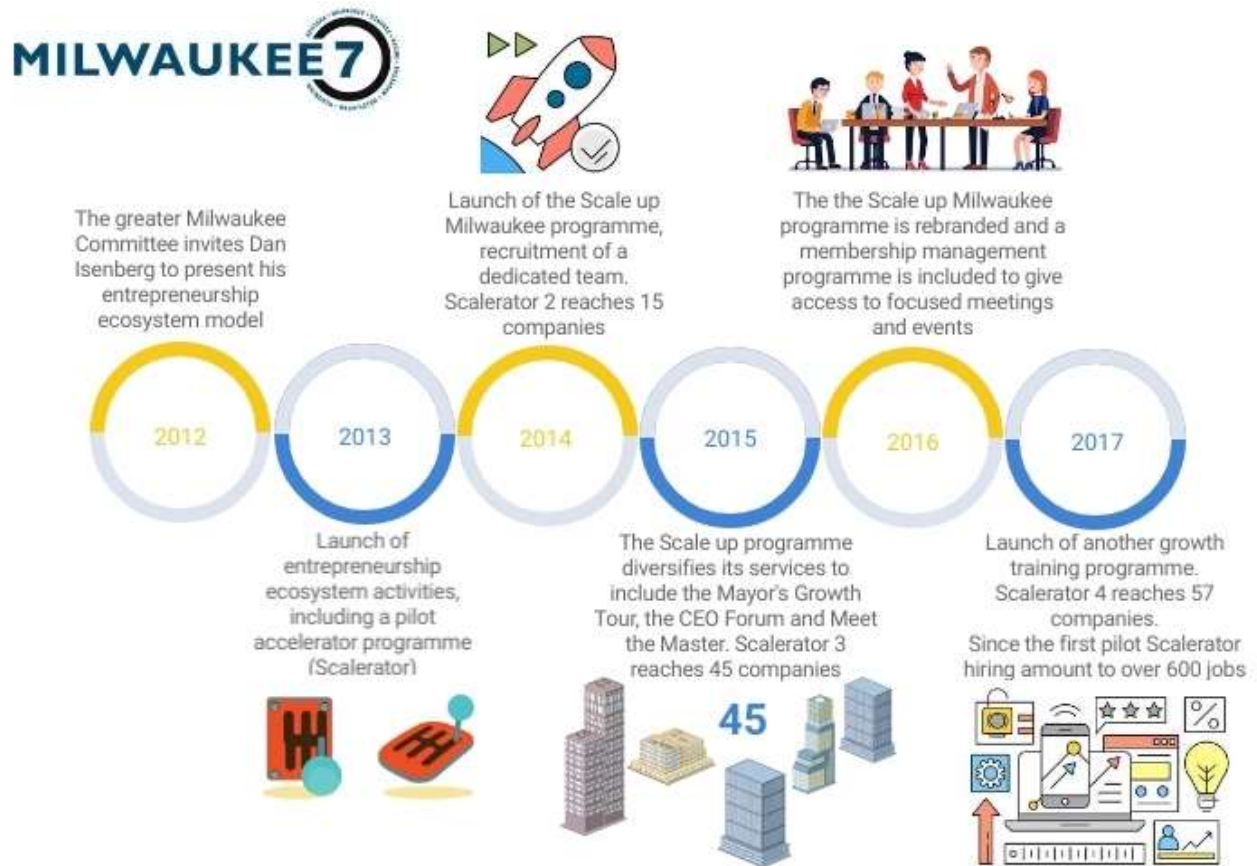 MILWAUKEE 7
The greater Milwaukee
Committee invites Dan
Isenberg to present his
entrepreneurship
ecosystem model
Launch of the Scale up
Milwaukee programme,
recruitment of a
dedicated team.
Scalerator 2 reaches 15
companies
The the Scale up Milwaukee
programme is rebranded and a
membership management
programme is included to give
access to focused meetings
and events
2012
2013
2014
2015
2016
2017
Launch of
entrepreneurship
ecosystem activities,
including a pilot
accelerator programme
(Scalerator)
The Scale up programme
diversifies its services to
include the Mayor's Growth
Tour, the CEO Forum and Meet
the Master. Scalerator 3
reaches 45 companies
45
Launch of another growth
training programme.
Scalerator 4 reaches 57
companies.
Since the first pilot Scalerator
hiring amount to over 600 jobs
%